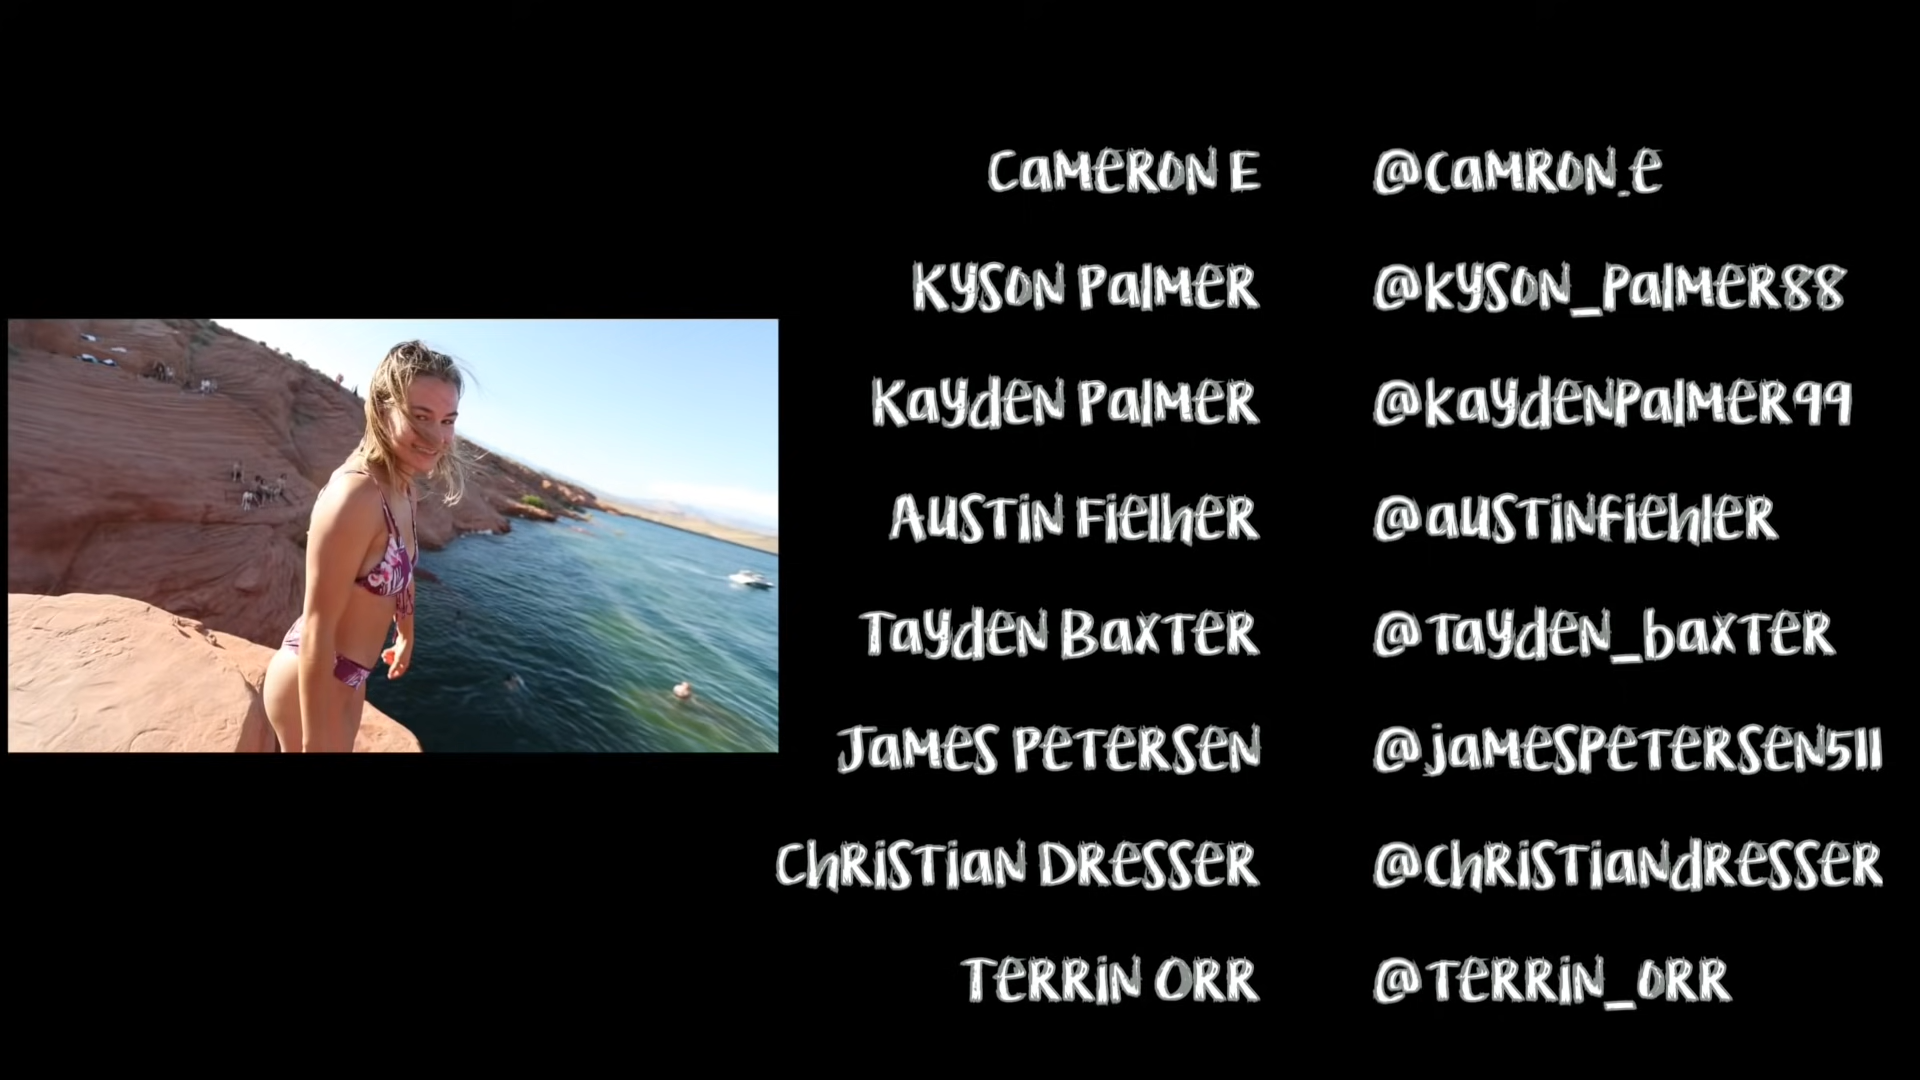 Cameron E @camron.e
Kyson Palmer @kyson_palmer88
Kayden Palmer @kaydenpalmer99
Austin Fielher @austinfiehler
Tayden Baxter @tayden_baxter
James Petersen @jamespetersen511
Christian Dresser @christiandresser
Terrin Orr @terrin_orr